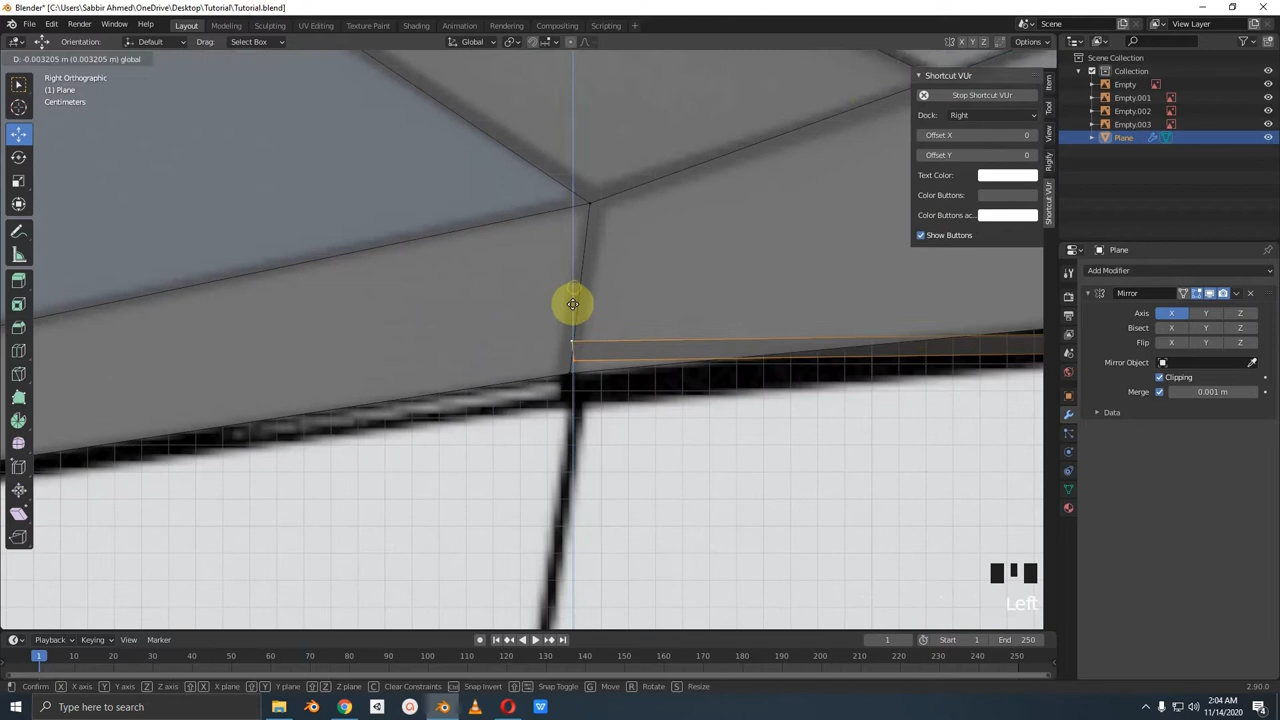 Blender* [C:\Users\Sabbir Ahmed\OneDrive\Desktop\Tutorial\Tutorial.blend]
File Edit Render Window Help Layout Modeling Sculpting UV Editing Texture Paint Shading Animation Rendering Compositing Scripting Scene View Layer
Orientation: Default Drag: Select Box Global X Y Z Options
D: -0.003205 m (0.003205 m) global
Right Orthographic
(1) Plane
Centimeters
Shortcut VUr
Stop Shortcut VUr
Dock: Right
Offset X 0
Offset Y 0
Text Color:
Color Buttons:
Color Buttons ac...
Show Buttons
Item
Tool
View
Rigify
Shortcut VUr
Scene Collection
Collection
Empty
Empty.001
Empty.002
Empty.003
Plane
Plane
Add Modifier
Mirror
Axis X Y Z
Bisect X Y Z
Flip X Y Z
Mirror Object
Clipping
Merge 0.001 m
Data
Left
Playback Keying View Marker 1 Start 1 End 250
1 10 20 30 40 50 60 70 80 90 100 110 120 130 140 150 160 170 180 190 200 210 220 230 240 250
Confirm X X axis Y Y axis Z Z axis X X plane Y Y plane Z Z plane C Clear Constraints Ctrl Snap Invert Snap Toggle G Move R Rotate S Resize 2.90.0
Type here to search
2:04 AM
11/14/2020